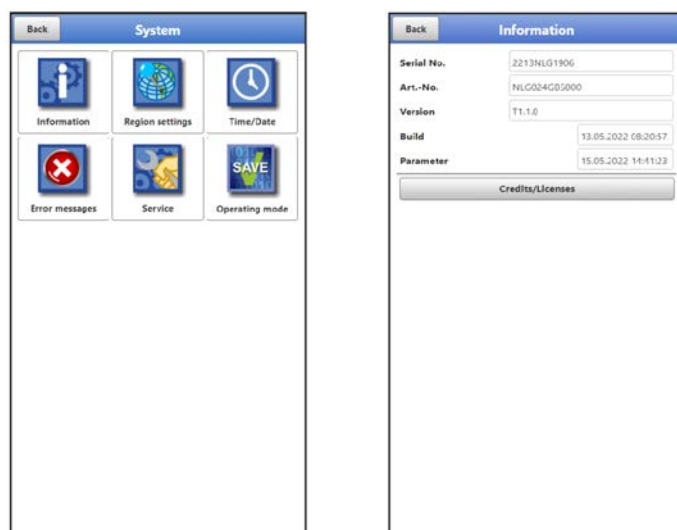 Back
System
Information
Region settings
Time/Date
SAVE
Error messages
Service
Operating mode
Back
Information
Serial No.
2213NLG1906
Art.-No.
Version
T1.1.0
Build
13.05.2022 08:20:57
Parameter
15.05.2022 14:41:23
Credits/Licenses